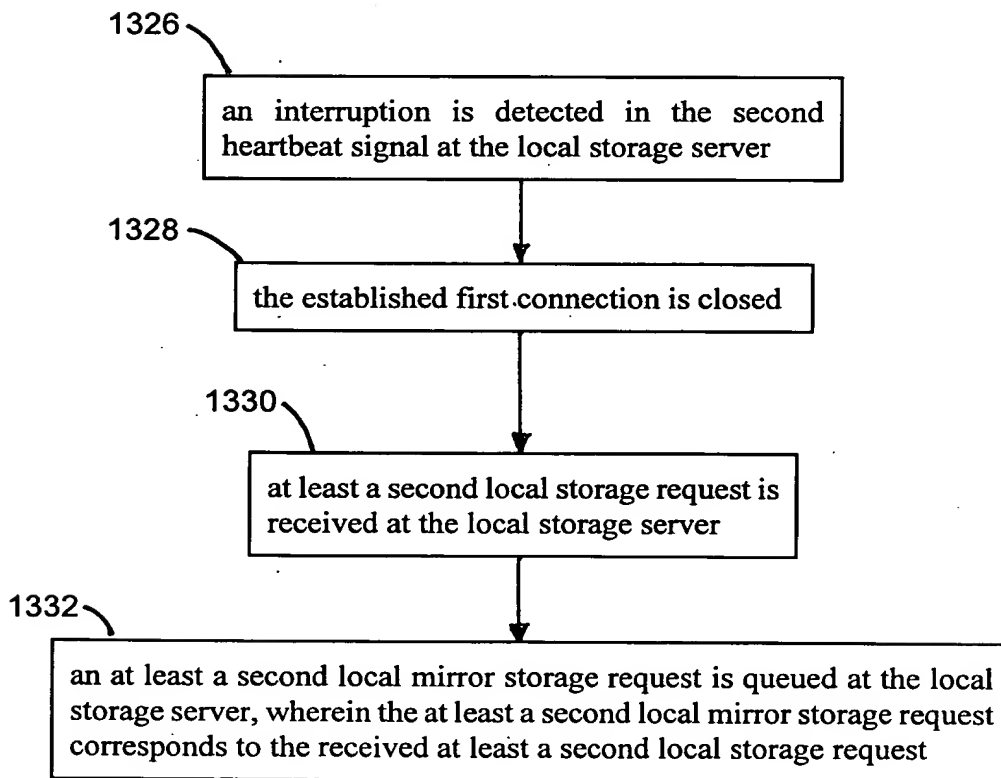 1326
an interruption is detected in the second
heartbeat signal at the local storage server
1328
the established first connection is closed
1330
at least a second local storage request is
received at the local storage server
1332
an at least a second local mirror storage request is queued at the local
storage server, wherein the at least a second local mirror storage request
corresponds to the received at least a second local storage request